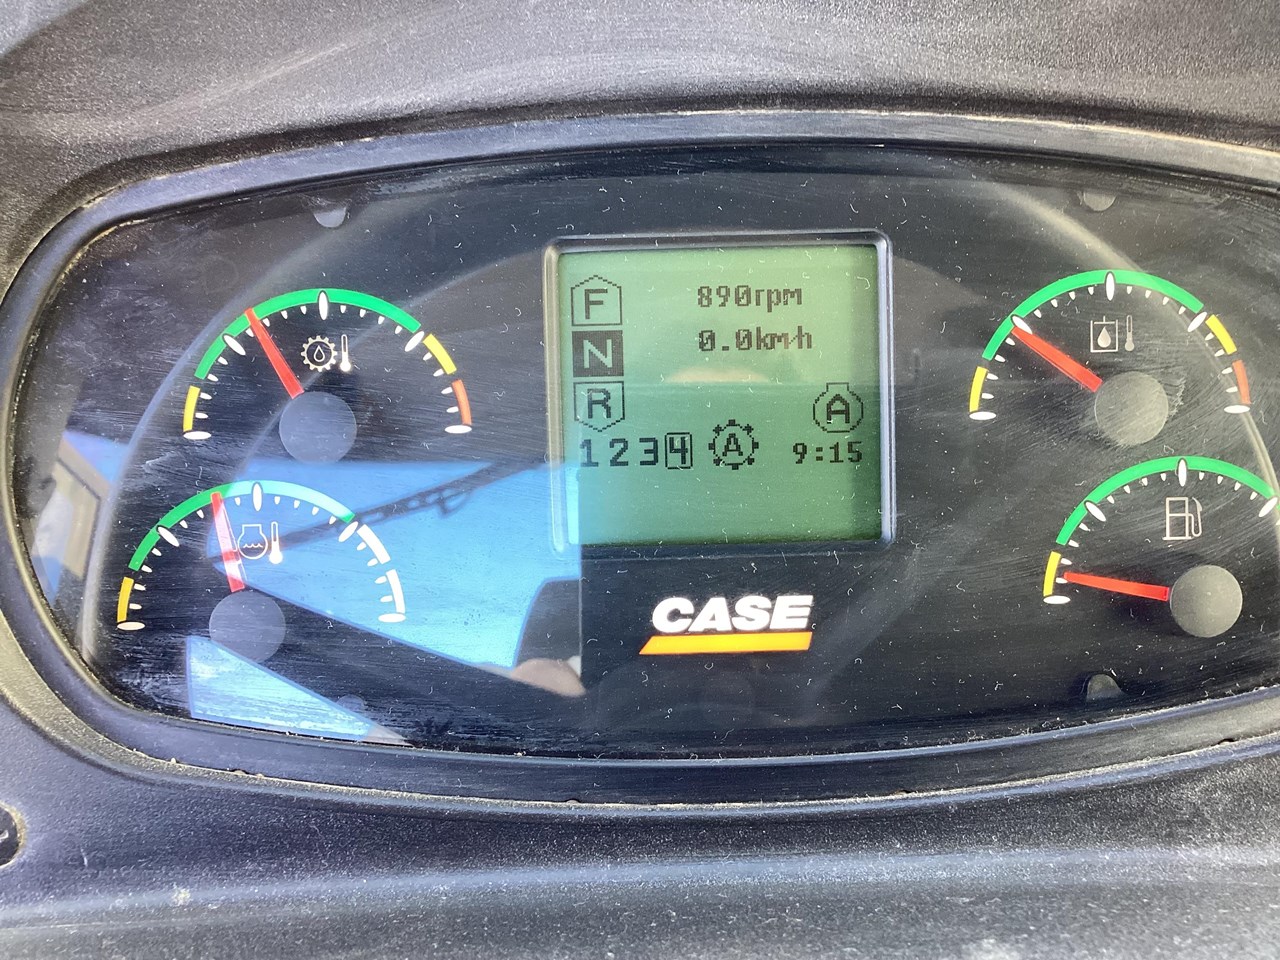 F
890rpm
N
0.0km/h
R
A
1234
A
9:15
CASE